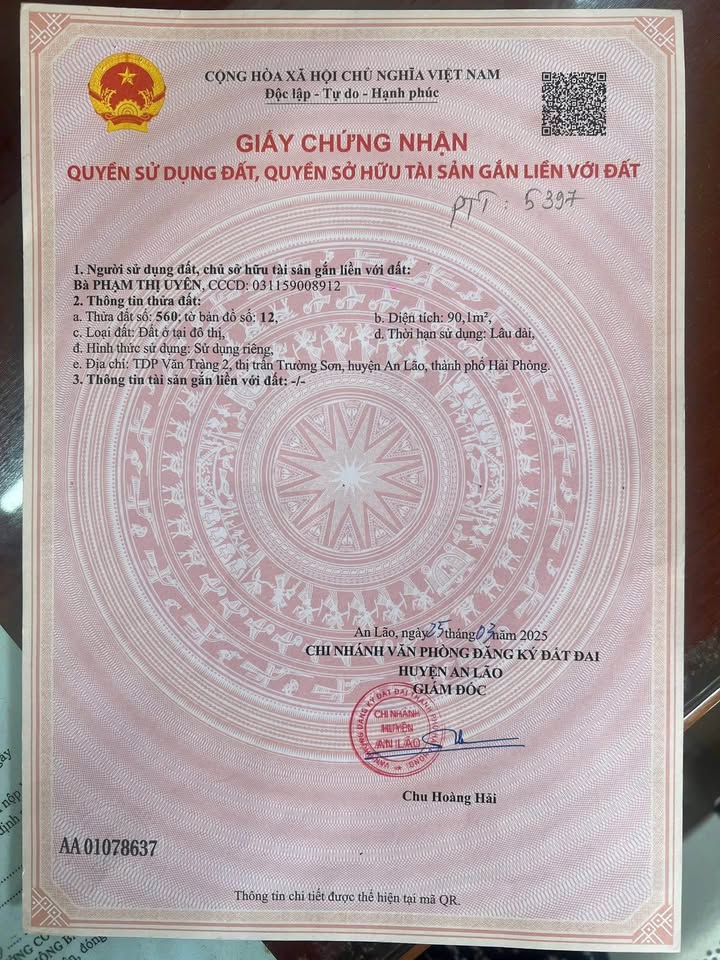 CỘNG HÒA XÃ HỘI CHỦ NGHĨA VIỆT NAM
Độc lập - Tự do - Hạnh phúc
GIẤY CHỨNG NHẬN
QUYỀN SỬ DỤNG ĐẤT, QUYỀN SỞ HỮU TÀI SẢN GẮN LIỀN VỚI ĐẤT
PTT : 5397
1. Người sử dụng đất, chủ sở hữu tài sản gắn liền với đất:
Bà PHẠM THỊ UYÊN, CCCD: 031159008912
2. Thông tin thửa đất:
a. Thửa đất số: 560; tờ bản đồ số: 12, b. Diện tích: 90,1m²,
c. Loại đất: Đất ở tại đô thị, d. Thời hạn sử dụng: Lâu dài,
đ. Hình thức sử dụng: Sử dụng riêng,
e. Địa chỉ: TDP Văn Tràng 2, thị trấn Trường Sơn, huyện An Lão, thành phố Hải Phòng.
3. Thông tin tài sản gắn liền với đất: -/-
An Lão, ngày 25 tháng 03 năm 2025
CHI NHÁNH VĂN PHÒNG ĐĂNG KÝ ĐẤT ĐAI
HUYỆN AN LÃO
GIÁM ĐỐC
CHI NHÁNH
HUYỆN
AN LÃO
Chu Hoàng Hải
AA 01078637
Thông tin chi tiết được thể hiện tại mã QR.